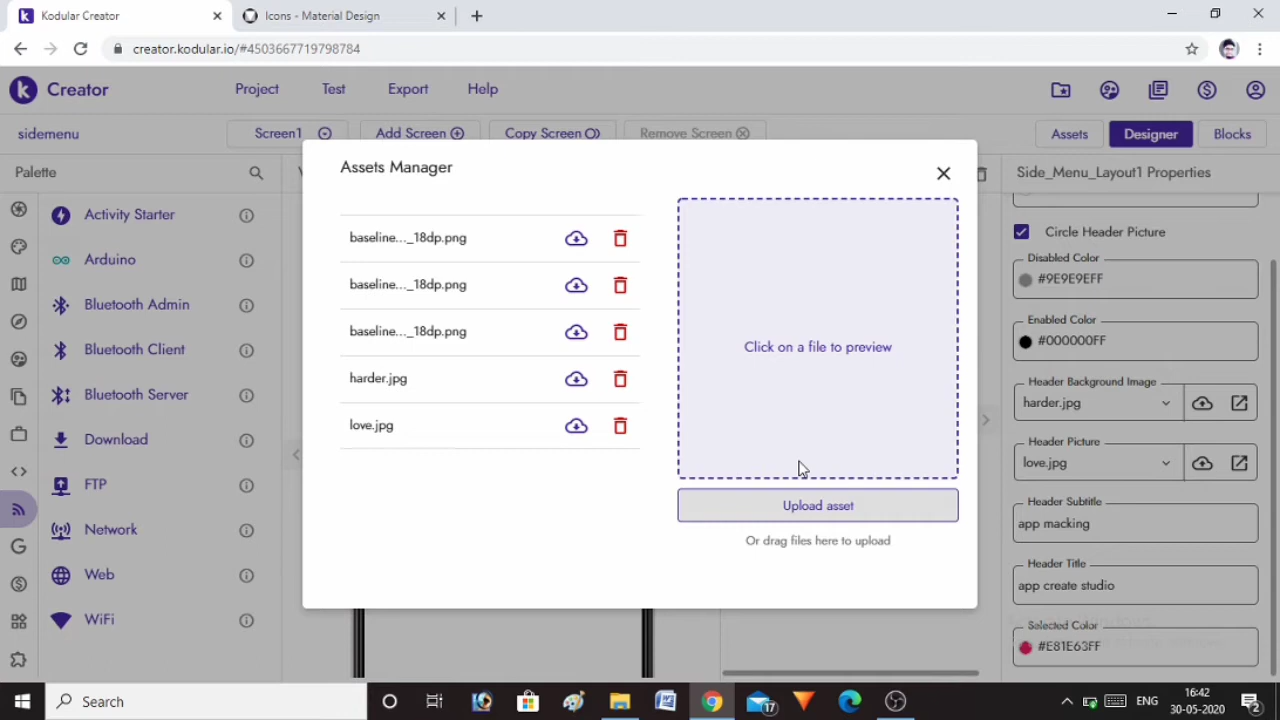 Kodular Creator
Icons - Material Design
creator.kodular.io/#4503667719798784
Creator
Project
Test
Export
Help
sidemenu
Screen1
Add Screen
Copy Screen
Remove Screen
Assets
Designer
Blocks
Palette
Assets Manager
Side_Menu_Layout1 Properties
Activity Starter
Arduino
Bluetooth Admin
Bluetooth Client
Bluetooth Server
Download
FTP
Network
Web
WiFi
baseline..._18dp.png
baseline..._18dp.png
baseline..._18dp.png
harder.jpg
love.jpg
Click on a file to preview
Upload asset
Or drag files here to upload
Circle Header Picture
Disabled Color
#9E9E9EFF
Enabled Color
#000000FF
Header Background Image
harder.jpg
Header Picture
love.jpg
Header Subtitle
app macking
Header Title
app create studio
Selected Color
#E81E63FF
Search
17
ENG
16:42
30-05-2020
2